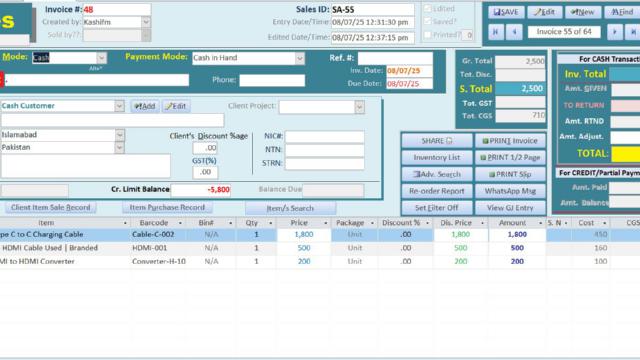 Invoice #: 48 Sales ID: SA-55 Edited
Created by: Kashifm Entry Date/Time: 08/07/25 12:31:30 pm Saved?
Sold by??: Edited Date/Time: 08/07/25 12:37:15 pm Printed? 0
SAVE Edit New Find
Invoice 55 of 64
Mode: Cash Payment Mode: Cash in Hand Ref. #:
Alt+"
Inv. Date: 08/07/25
Phone: Due Date: 08/07/25
Gr. Total 2,500
Tot. Disc.
S. Total 2,500
Tot. GST
Tot. CGS 710
For CASH Transacti
Inv. Total
Amt. GIVEN
TO RETURN
Amt. RTND
Amt. Adjust.
TOTAL:
For CREDIT/Partial Paym
Amt. Paid
Amt. Balance
Cash Customer Add Edit Client Project:
Islamabad
Pakistan
Client's Discount %age
.00
GST(%)
.00
NIC#:
NTN:
STRN:
Cr. Limit Balance -5,800 Balance Due
SHARE PRINT Invoice
Inventory List PRINT 1/2 Page
Adv. Search PRINT Slip
Re-order Report WhatsApp Msg
Set Filter Off View GJ Entry
Client Item Sale Record Item Purchase Record Item/s Search
Item Barcode Bin# Qty Price Package Discount % Dis. Price Amount S. N Cost CGS
pe C to C Charging Cable Cable-C-002 N/A 1 1,800 Unit .00 1,800 1,800 450
HDMI Cable Used | Branded HDMI-001 N/A 1 500 Unit .00 500 500 160
MI to HDMI Converter Converter-H-10 N/A 1 200 Unit .00 200 200 100